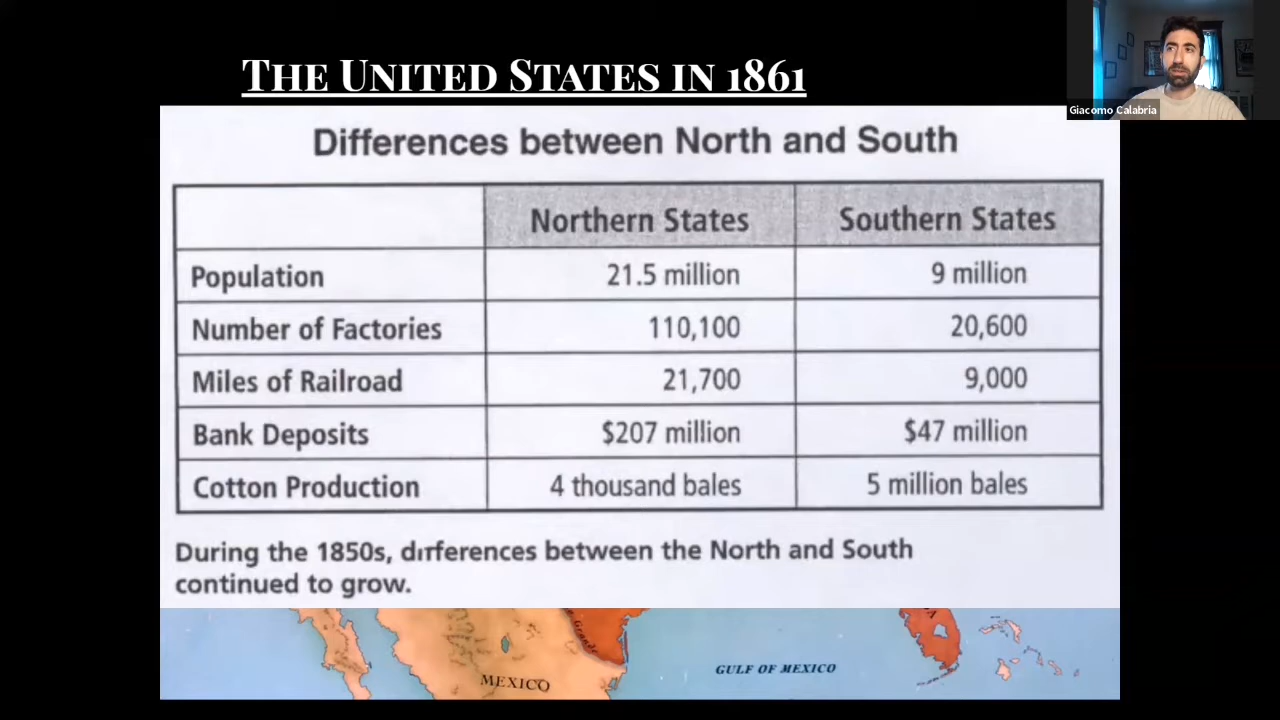 THE UNITED STATES IN 1861
Giacomo Calabria
Differences between North and South
Northern States Southern States
Population 21.5 million 9 million
Number of Factories 110,100 20,600
Miles of Railroad 21,700 9,000
Bank Deposits $207 million $47 million
Cotton Production 4 thousand bales 5 million bales
During the 1850s, differences between the North and South
continued to grow.
Grande
GULF OF MEXICO
MEXICO